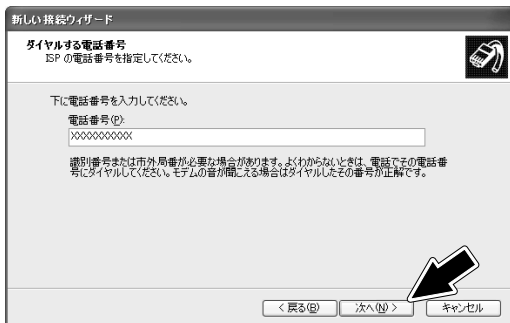 新しい接続ウィザード
ダイヤルする電話番号
ISP の電話番号を指定してください。
下に電話番号を入力してください。
電話番号(P):
XXXXXXXXXX
識別番号または市外局番が必要な場合があります。よくわからないときは、電話でその電話番
号にダイヤルしてください。モデムの音が聞こえる場合はダイヤルしたその番号が正解です。
< 戻る(B)
次へ(N) >
キャンセル